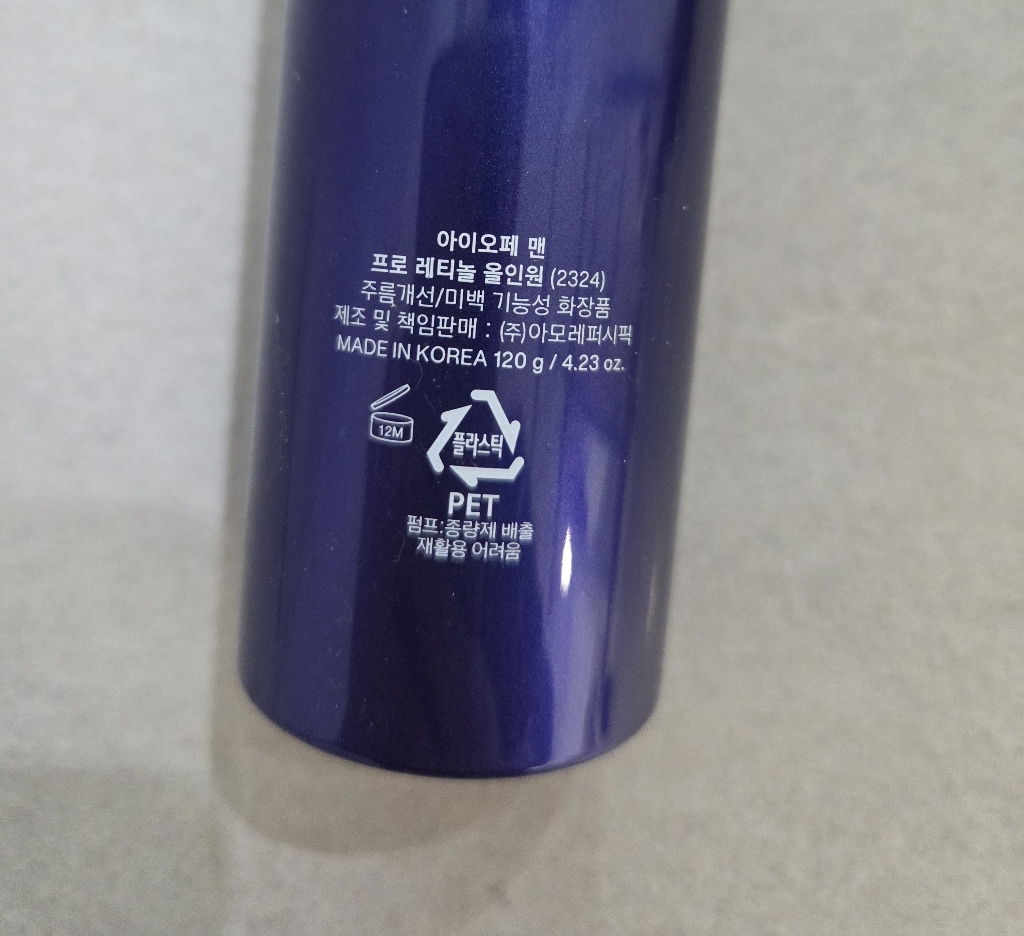 아이오페 맨
프로 레티놀 올인원 (2324)
주름개선/미백 기능성 화장품
제조 및 책임판매 : (주)아모레퍼시픽
MADE IN KOREA 120 g / 4.23 oz.
12M
플라스틱
PET
펌프:종량제 배출
재활용 어려움